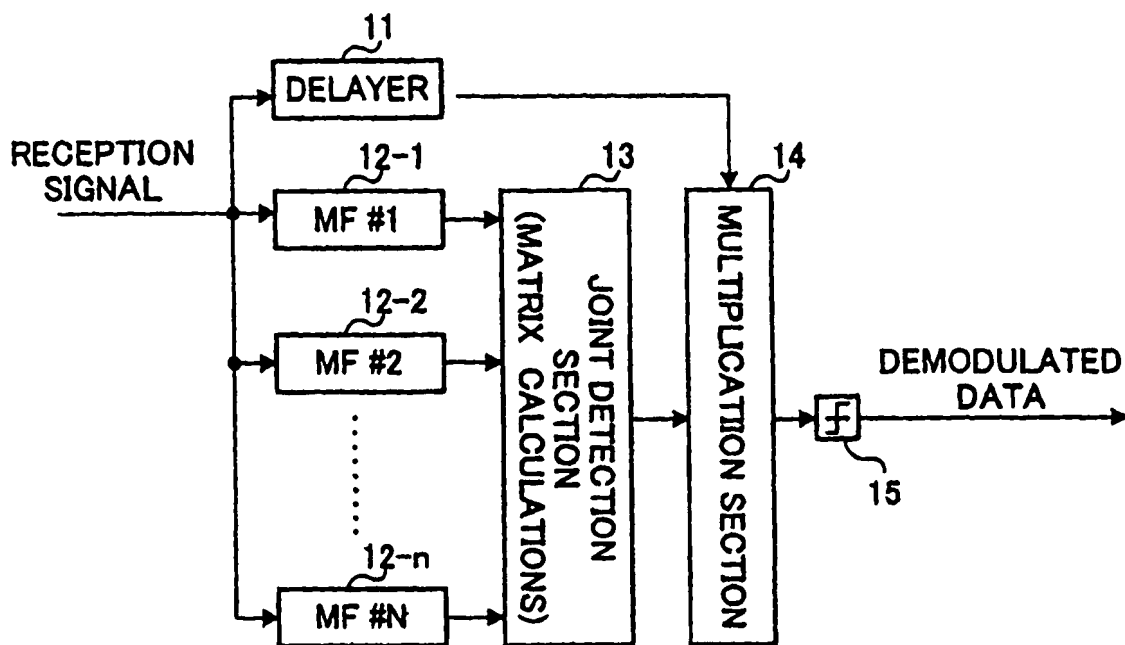 11
DELAYER
RECEPTION
SIGNAL
12-1
MF #1
13
14
12-2
MF #2
JOINT DETECTION
SECTION
(MATRIX CALCULATIONS)
MULTIPLICATIION SECTION
DEMODULATED
DATA
15
12-n
MF #N